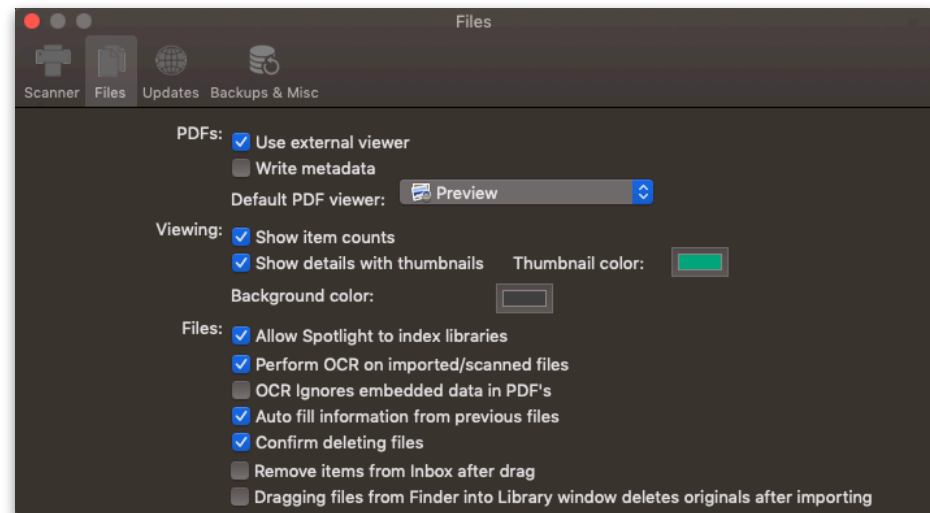 Files
Scanner Files Updates Backups & Misc
PDFs: Use external viewer
Write metadata
Default PDF viewer: Preview
Viewing: Show item counts
Show details with thumbnails Thumbnail color:
Background color:
Files: Allow Spotlight to index libraries
Perform OCR on imported/scanned files
OCR Ignores embedded data in PDF's
Auto fill information from previous files
Confirm deleting files
Remove items from Inbox after drag
Dragging files from Finder into Library window deletes originals after importing